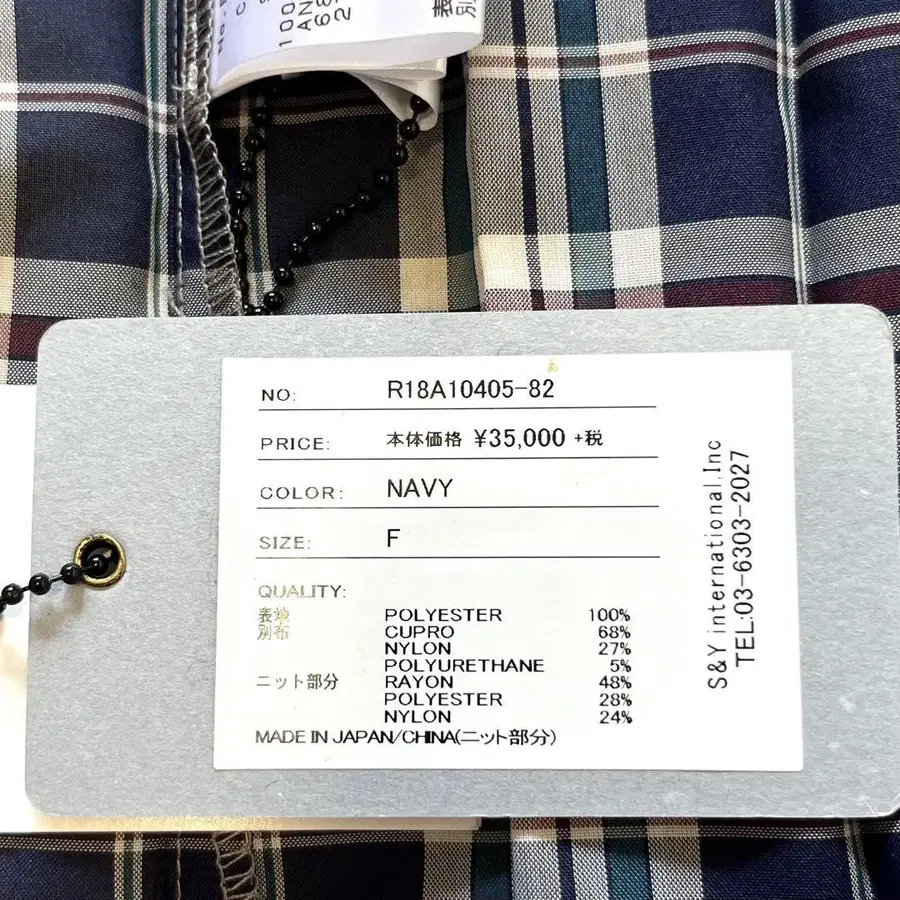 NO:
R18A10405-82
PRICE: 本体価格 ¥35,000 +税
COLOR: NAVY
SIZE: F
QUALITY:
表地 POLYESTER 100%
別布 CUPRO 68%
NYLON 27%
POLYURETHANE 5%
ニット部分 RAYON 48%
POLYESTER 28%
NYLON 24%
MADE IN JAPAN/CHINA(ニット部分)
S&Y international,Inc
TEL:03-6303-2027